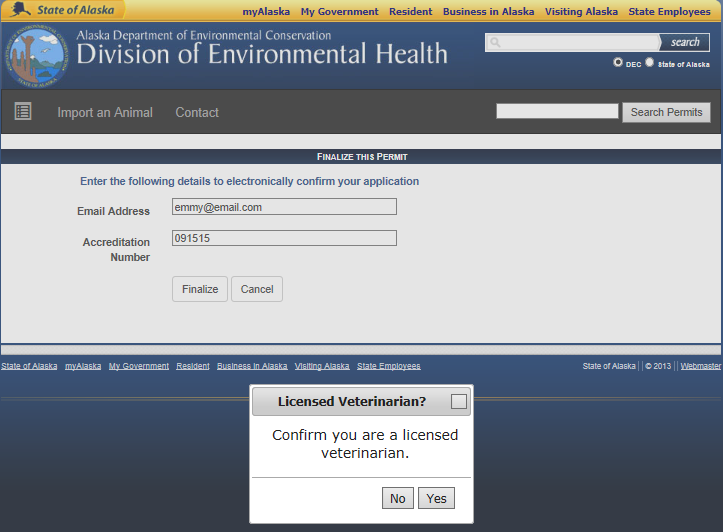 State of Alaska
myAlaska My Government Resident Business in Alaska Visiting Alaska State Employees
Alaska Department of Environmental Conservation
Division of Environmental Health
search
DEC State of Alaska
Import an Animal Contact
Search Permits
FINALIZE THIS PERMIT
Enter the following details to electronically confirm your application
Email Address emmy@email.com
Accreditation Number 091515
Finalize Cancel
State of Alaska myAlaska My Government Resident Business in Alaska Visiting Alaska State Employees State of Alaska || © 2013 || Webmaster
Licensed Veterinarian?
Confirm you are a licensed
veterinarian.
No Yes